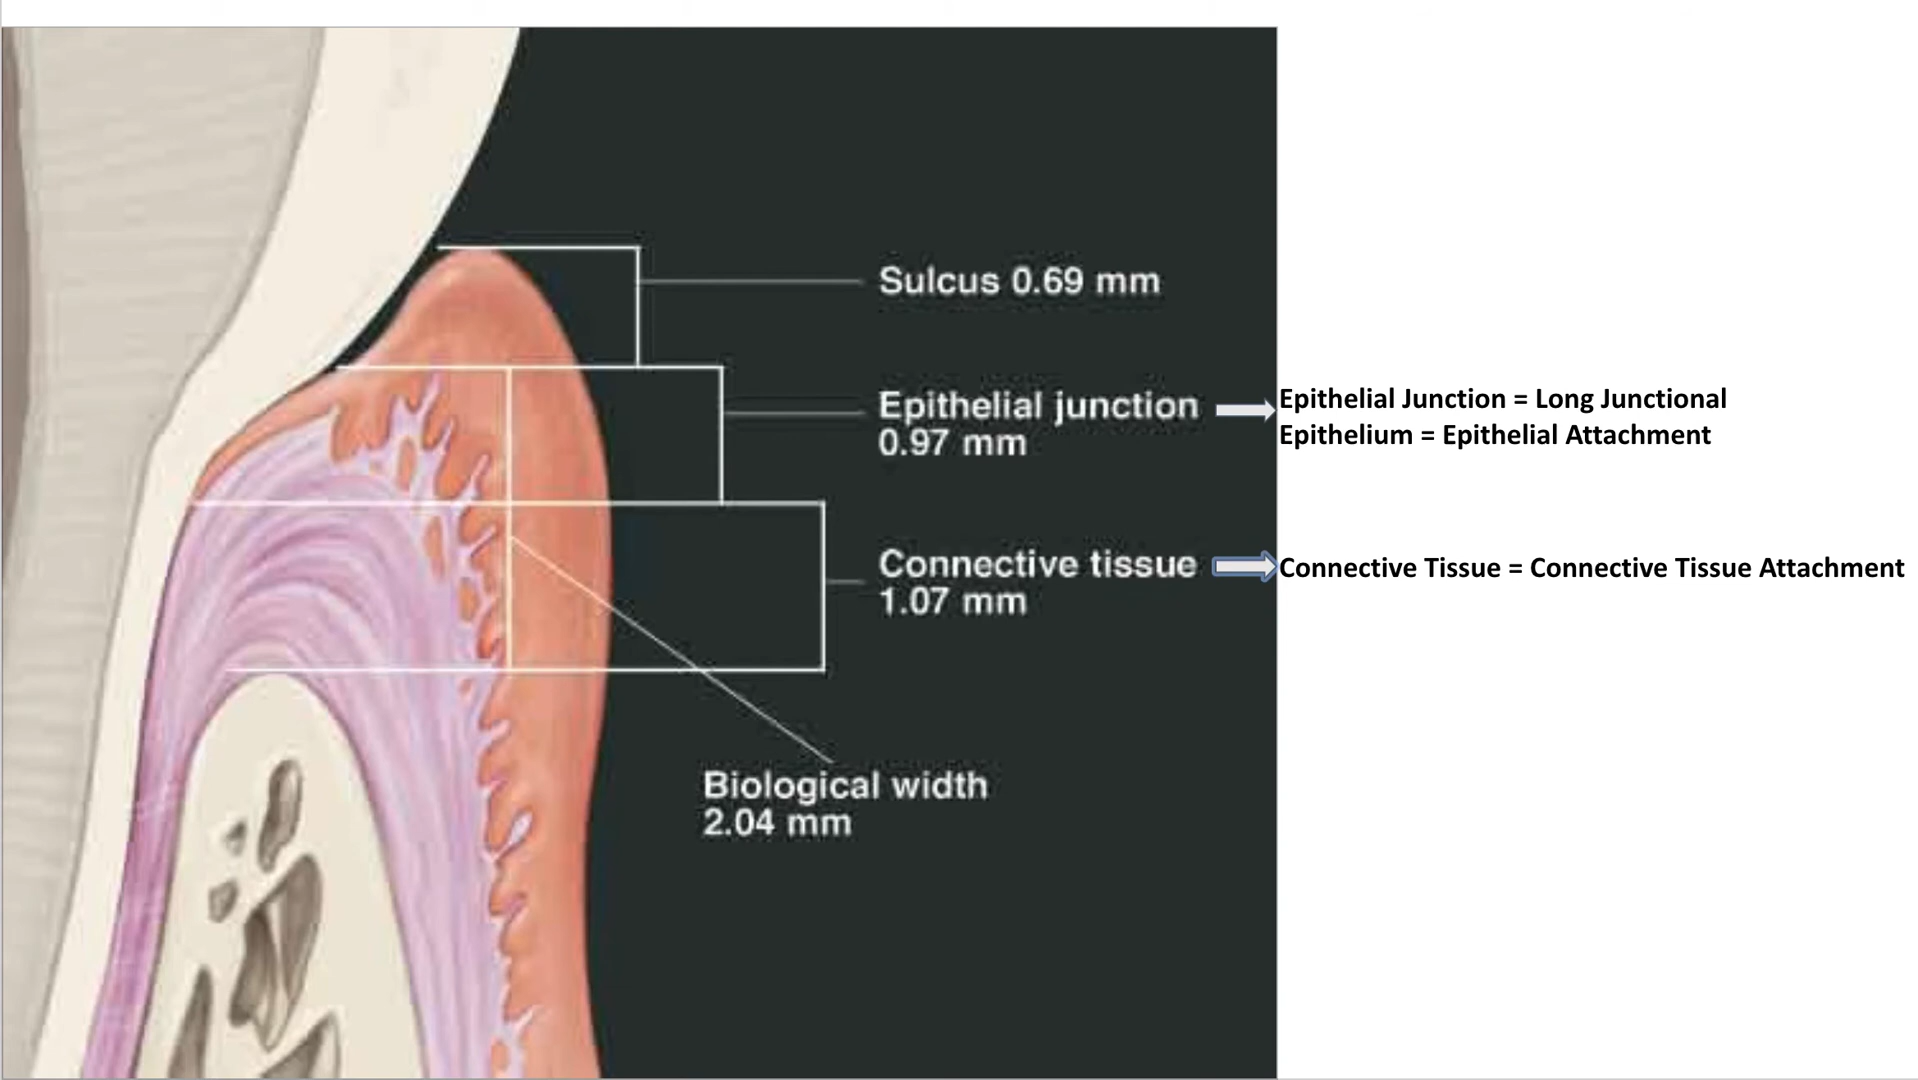 Sulcus 0.69 mm
Epithelial junction
0.97 mm
Epithelial Junction = Long Junctional
Epithelium = Epithelial Attachment
Connective tissue
1.07 mm
Connective Tissue = Connective Tissue Attachment
Biological width
2.04 mm